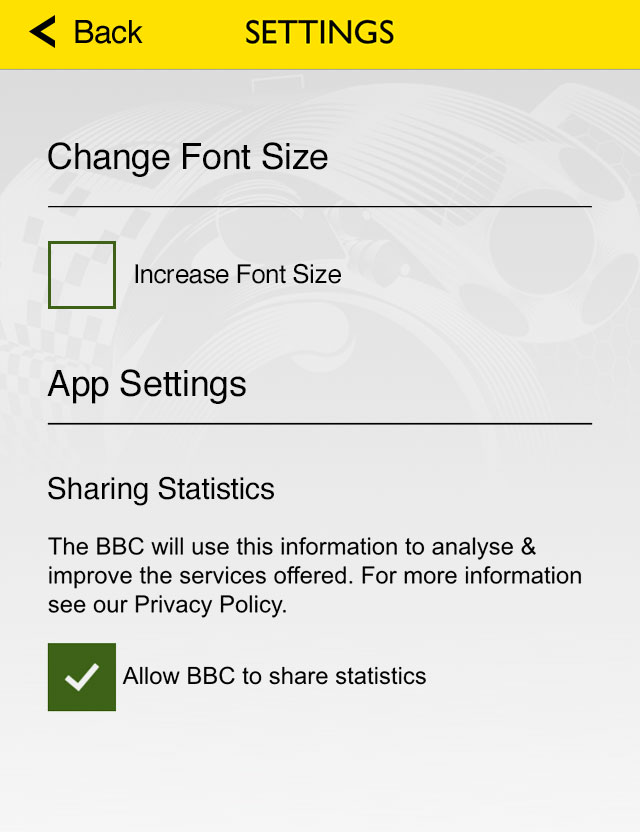 Back SETTINGS
Change Font Size
Increase Font Size
App Settings
Sharing Statistics
The BBC will use this information to analyse &
improve the services offered. For more information
see our Privacy Policy.
Allow BBC to share statistics